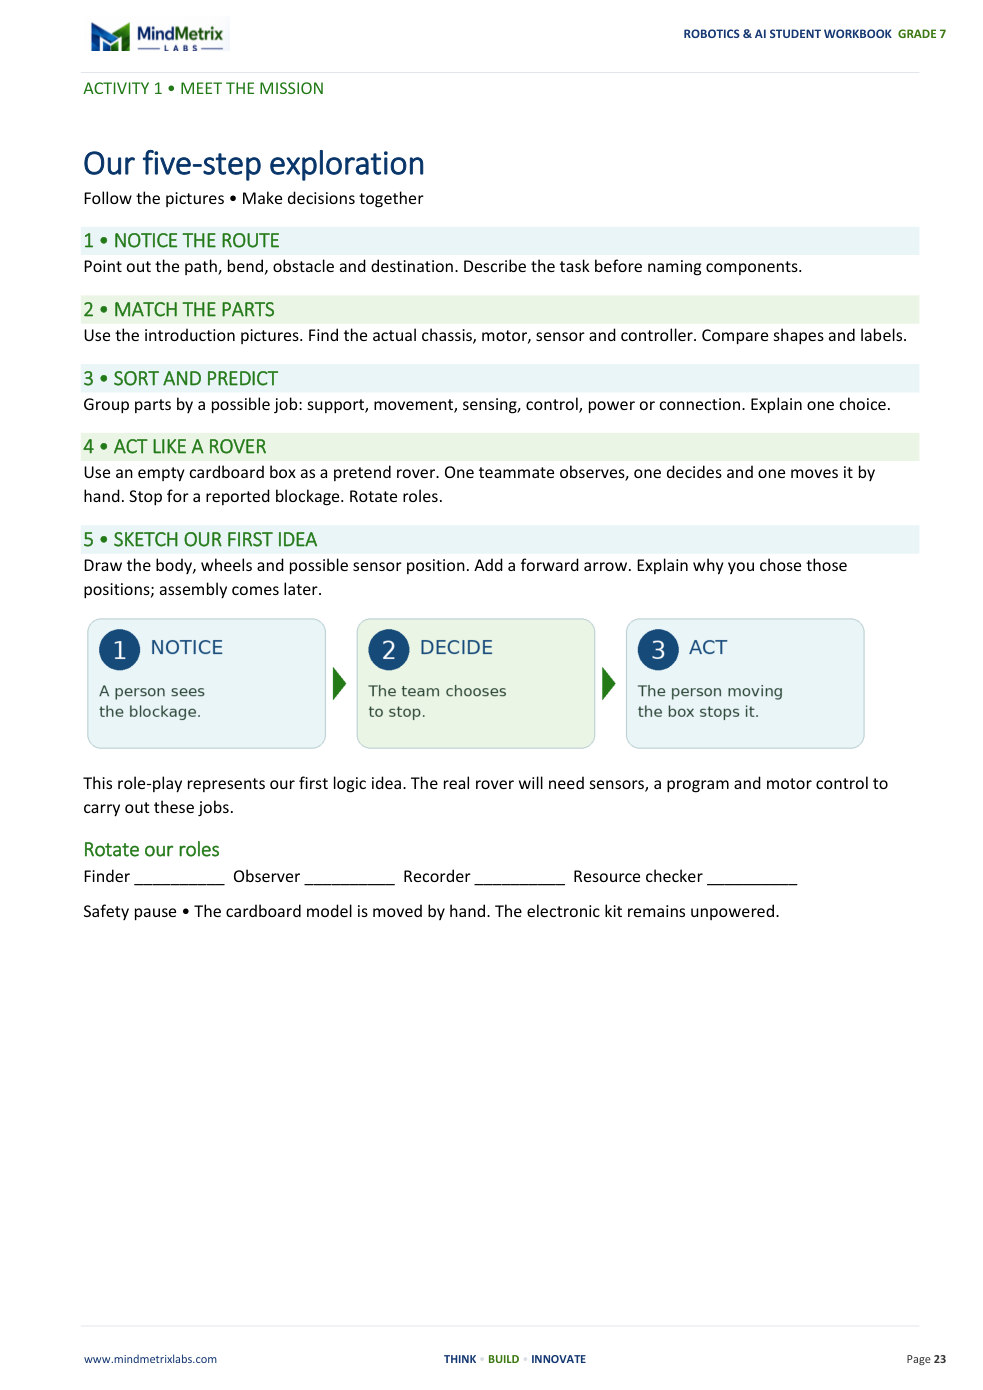 MindMetrix
LABS
ROBOTICS & AI STUDENT WORKBOOK GRADE 7
ACTIVITY 1 • MEET THE MISSION
Our five-step exploration
Follow the pictures • Make decisions together
1 • NOTICE THE ROUTE
Point out the path, bend, obstacle and destination. Describe the task before naming components.
2 • MATCH THE PARTS
Use the introduction pictures. Find the actual chassis, motor, sensor and controller. Compare shapes and labels.
3 • SORT AND PREDICT
Group parts by a possible job: support, movement, sensing, control, power or connection. Explain one choice.
4 • ACT LIKE A ROVER
Use an empty cardboard box as a pretend rover. One teammate observes, one decides and one moves it by
hand. Stop for a reported blockage. Rotate roles.
5 • SKETCH OUR FIRST IDEA
Draw the body, wheels and possible sensor position. Add a forward arrow. Explain why you chose those
positions; assembly comes later.
1 NOTICE
A person sees
the blockage.
2 DECIDE
The team chooses
to stop.
3 ACT
The person moving
the box stops it.
This role-play represents our first logic idea. The real rover will need sensors, a program and motor control to
carry out these jobs.
Rotate our roles
Finder __________ Observer __________ Recorder __________ Resource checker __________
Safety pause • The cardboard model is moved by hand. The electronic kit remains unpowered.
www.mindmetrixlabs.com
THINK • BUILD • INNOVATE
Page 23